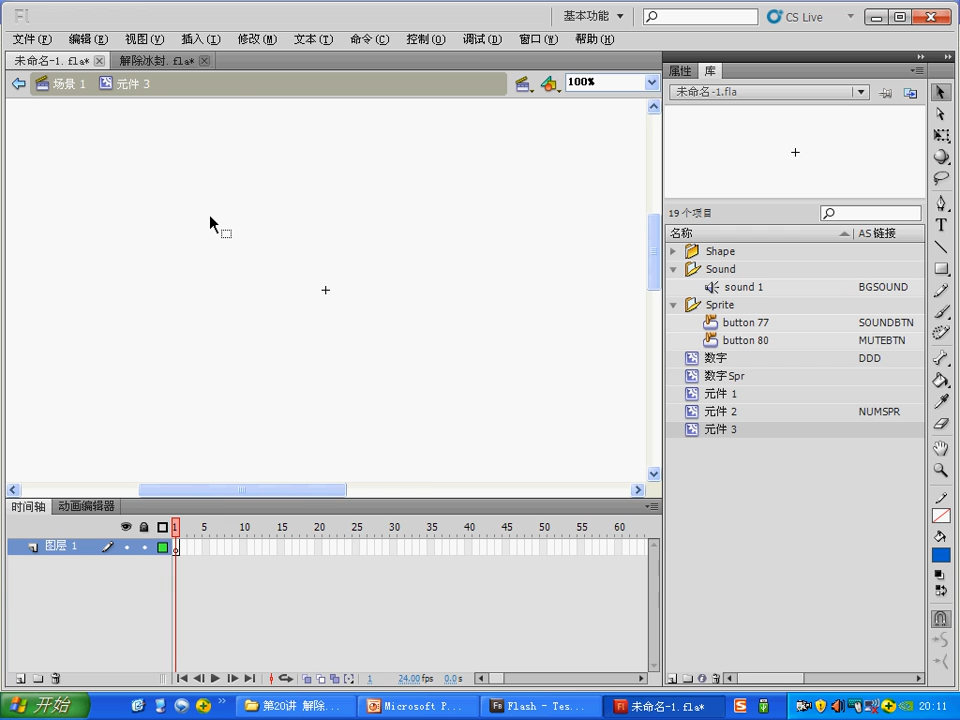 Fl 基本功能 CS Live
文件(F) 编辑(E) 视图(V) 插入(I) 修改(M) 文本(T) 命令(C) 控制(O) 调试(D) 窗口(W) 帮助(H)
未命名-1.fla* 解除冰封.fla*
场景 1 元件 3 100%
属性 库
未命名-1.fla
19个项目
名称 AS 链接
Shape
Sound
sound 1 BGSOUND
Sprite
button 77 SOUNDBTN
button 80 MUTEBTN
数字 DDD
数字Spr
元件 1
元件 2 NUMSPR
元件 3
时间轴 动画编辑器
1 5 10 15 20 25 30 35 40 45 50 55 60
图层 1
1 24.00fps 0.0s
开始 第20讲 解除... Microsoft P... Flash - Tes... 未命名-1.fla* 20:11